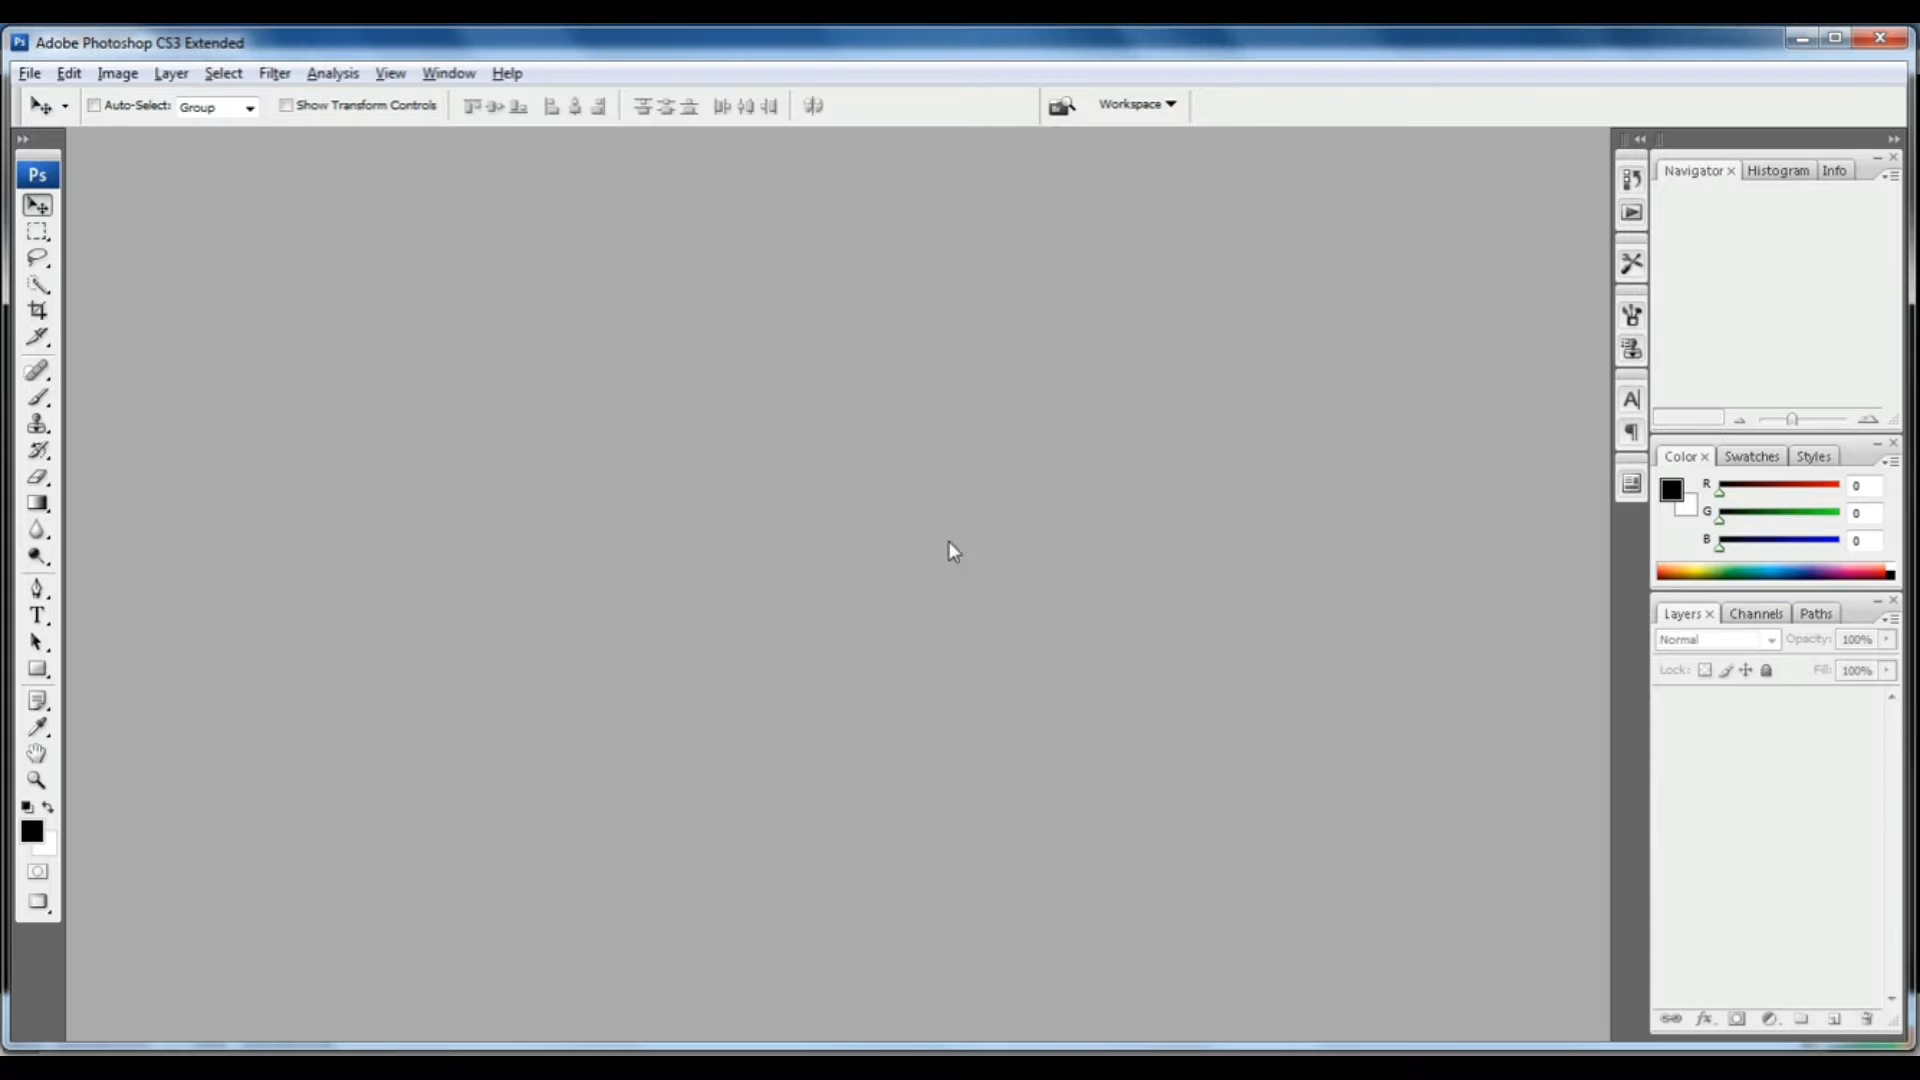 Ps Adobe Photoshop CS3 Extended
File Edit Image Layer Select Filter Analysis View Window Help
Auto-Select: Group Show Transform Controls Workspace
Ps
Navigator Histogram Info
A
Color Swatches Styles
R 0
G 0
B 0
T
Layers Channels Paths
Normal Opacity: 100%
Lock: Fill: 100%
fx